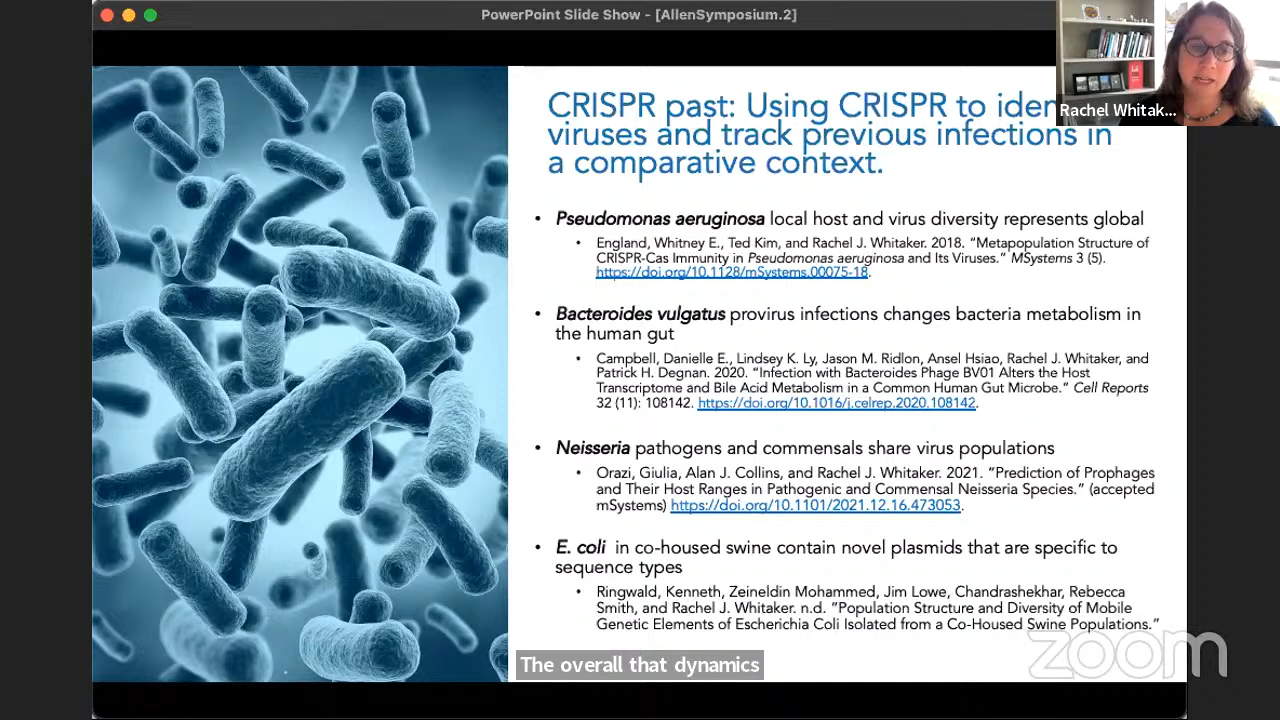 PowerPoint Slide Show - [AllenSymposium.2]
Rachel Whitak...
CRISPR past: Using CRISPR to iden
viruses and track previous infections in
a comparative context.
• Pseudomonas aeruginosa local host and virus diversity represents global
• England, Whitney E., Ted Kim, and Rachel J. Whitaker. 2018. “Metapopulation Structure of
CRISPR-Cas Immunity in Pseudomonas aeruginosa and Its Viruses.” MSystems 3 (5).
https://doi.org/10.1128/mSystems.00075-18.
• Bacteroides vulgatus provirus infections changes bacteria metabolism in
the human gut
• Campbell, Danielle E., Lindsey K. Ly, Jason M. Ridlon, Ansel Hsiao, Rachel J. Whitaker, and
Patrick H. Degnan. 2020. “Infection with Bacteroides Phage BV01 Alters the Host
Transcriptome and Bile Acid Metabolism in a Common Human Gut Microbe.” Cell Reports
32 (11): 108142. https://doi.org/10.1016/j.celrep.2020.108142.
• Neisseria pathogens and commensals share virus populations
• Orazi, Giulia, Alan J. Collins, and Rachel J. Whitaker. 2021. “Prediction of Prophages
and Their Host Ranges in Pathogenic and Commensal Neisseria Species.” (accepted
mSystems) https://doi.org/10.1101/2021.12.16.473053.
• E. coli in co-housed swine contain novel plasmids that are specific to
sequence types
• Ringwald, Kenneth, Zeineldin Mohammed, Jim Lowe, Chandrashekhar, Rebecca
Smith, and Rachel J. Whitaker. n.d. “Population Structure and Diversity of Mobile
Genetic Elements of Escherichia Coli Isolated from a Co-Housed Swine Populations.”
The overall that dynamics
zoom